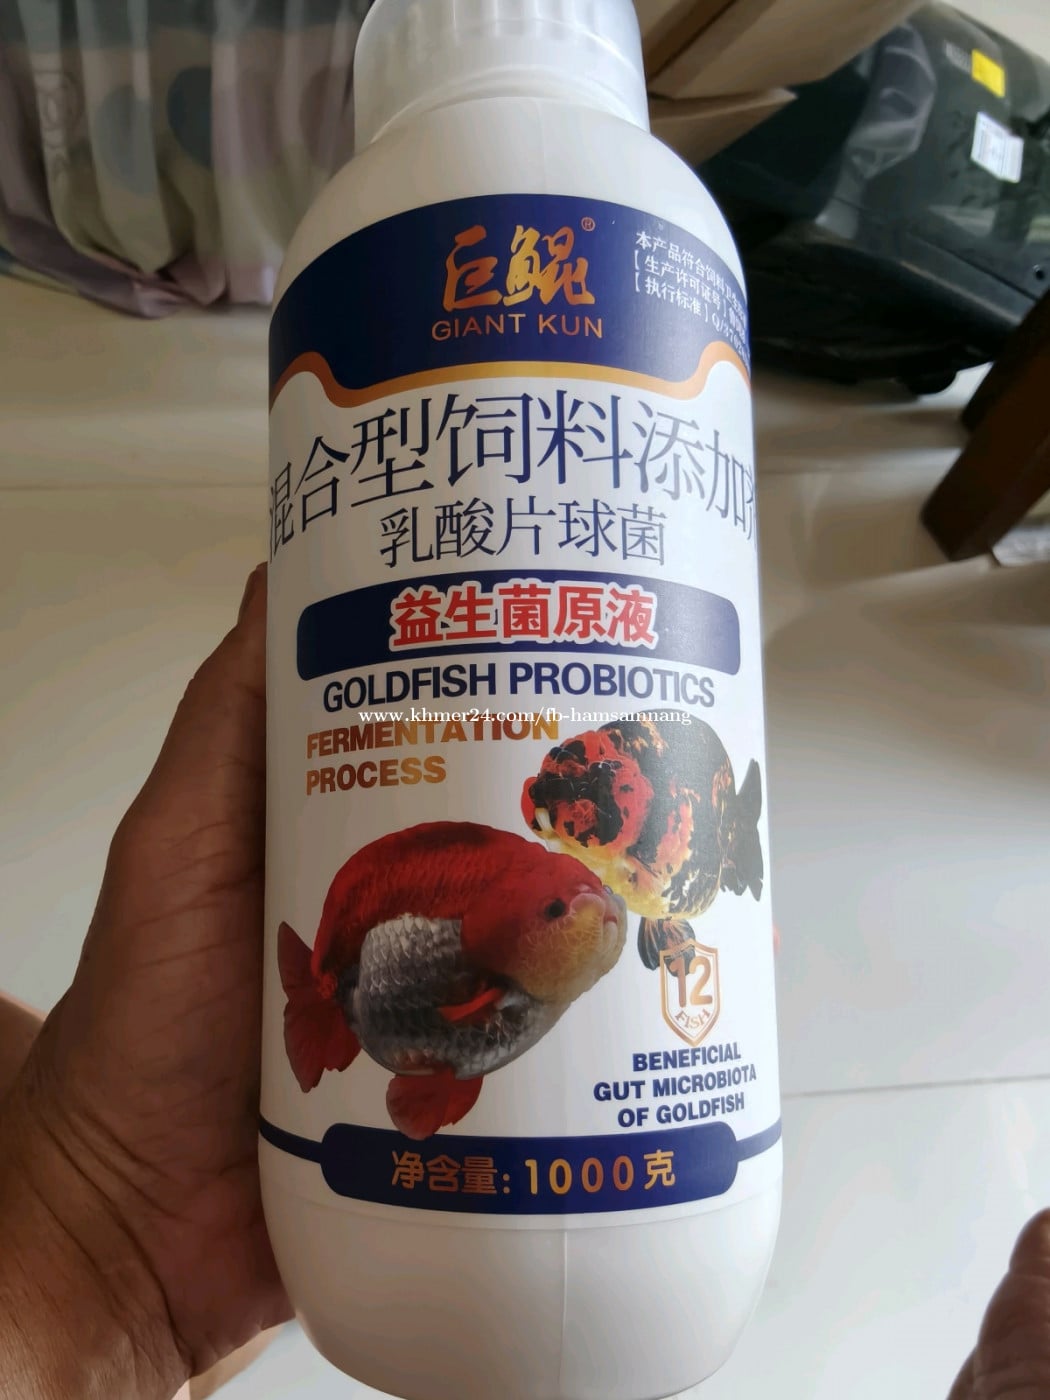 巨鲲®
GIANT KUN
本产品符合饲料
【生产许可证号】
【执行标准】Q/
混合型饲料添加剂
乳酸片球菌
益生菌原液
GOLDFISH PROBIOTICS
www.khmer24.com/fb-hamsamnang
FERMENTATION
PROCESS
12
FISH
BENEFICIAL
GUT MICROBIOTA
OF GOLDFISH
净含量:1000克